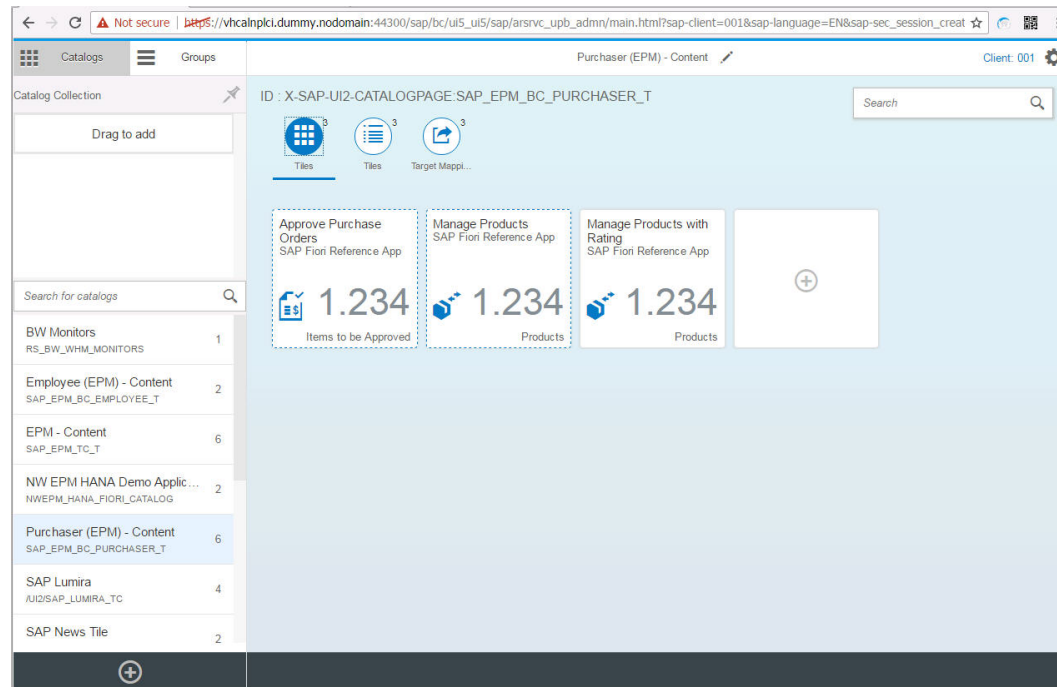 Not secure | https://vhcalnplci.dummy.nodomain:44300/sap/bc/ui5_ui5/sap/arsrvc_upb_admn/main.html?sap-client=001&sap-language=EN&sap-sec_session_creat
Catalogs
Groups
Purchaser (EPM) - Content
Client: 001
Catalog Collection
Drag to add
Search for catalogs
BW Monitors
RS_BW_WHM_MONITORS
1
Employee (EPM) - Content
SAP_EPM_BC_EMPLOYEE_T
2
EPM - Content
SAP_EPM_TC_T
6
NW EPM HANA Demo Applic...
NWEPM_HANA_FIORI_CATALOG
2
Purchaser (EPM) - Content
SAP_EPM_BC_PURCHASER_T
6
SAP Lumira
/UI2/SAP_LUMIRA_TC
4
SAP News Tile
2
ID : X-SAP-UI2-CATALOGPAGE:SAP_EPM_BC_PURCHASER_T
Search
3
Tiles
3
Tiles
3
Target Mappi...
Approve Purchase
Orders
SAP Fiori Reference App
1.234
Items to be Approved
Manage Products
SAP Fiori Reference App
1.234
Products
Manage Products with
Rating
SAP Fiori Reference App
1.234
Products